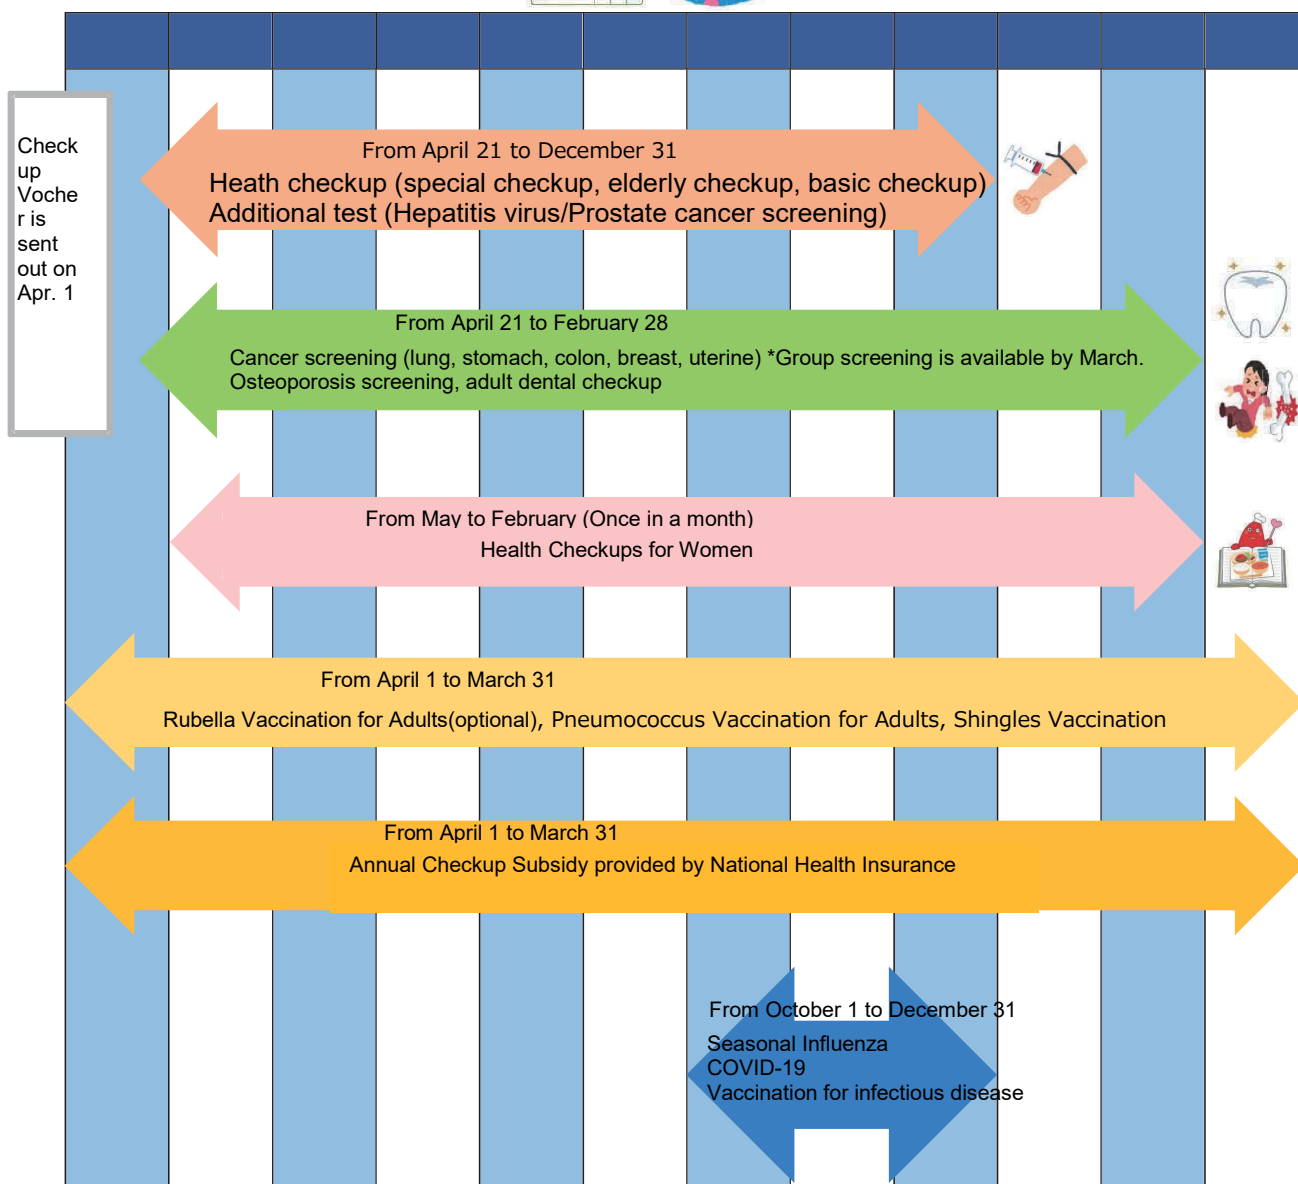 Check
up
Voche
r is
sent
out on
Apr. 1
From April 21 to December 31
Heath checkup (special checkup, elderly checkup, basic checkup)
Additional test (Hepatitis virus/Prostate cancer screening)
From April 21 to February 28
Cancer screening (lung, stomach, colon, breast, uterine) *Group screening is available by March.
Osteoporosis screening, adult dental checkup
From May to February (Once in a month)
Health Checkups for Women
From April 1 to March 31
Rubella Vaccination for Adults(optional), Pneumococcus Vaccination for Adults, Shingles Vaccination
From April 1 to March 31
Annual Checkup Subsidy provided by National Health Insurance
From October 1 to December 31
Seasonal Influenza
COVID-19
Vaccination for infectious disease